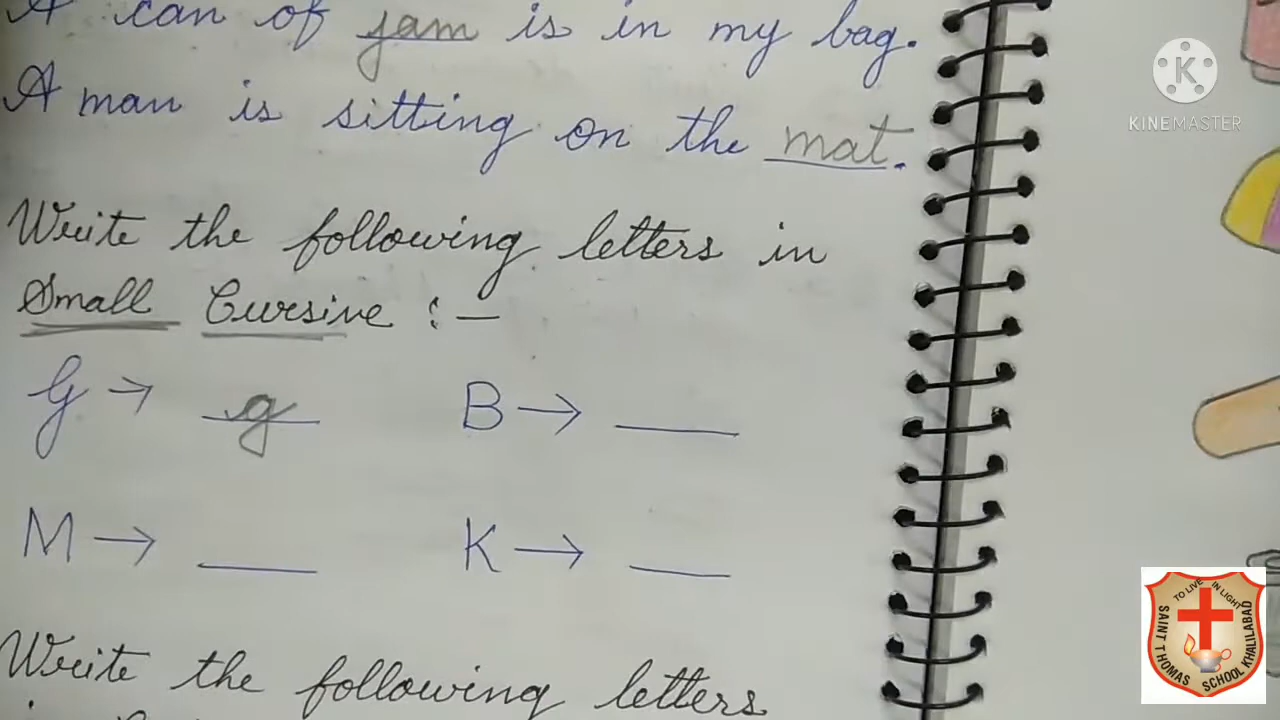 A can of jam is in my bag.
A man is sitting on the mat.
Write the following letters in
Small Cursive :-
G → g B → ___
M → ___ K → ___
Write the following letters
KINEMASTER
TO LIVE IN LIGHT
SAINT THOMAS SCHOOL KHALILABAD